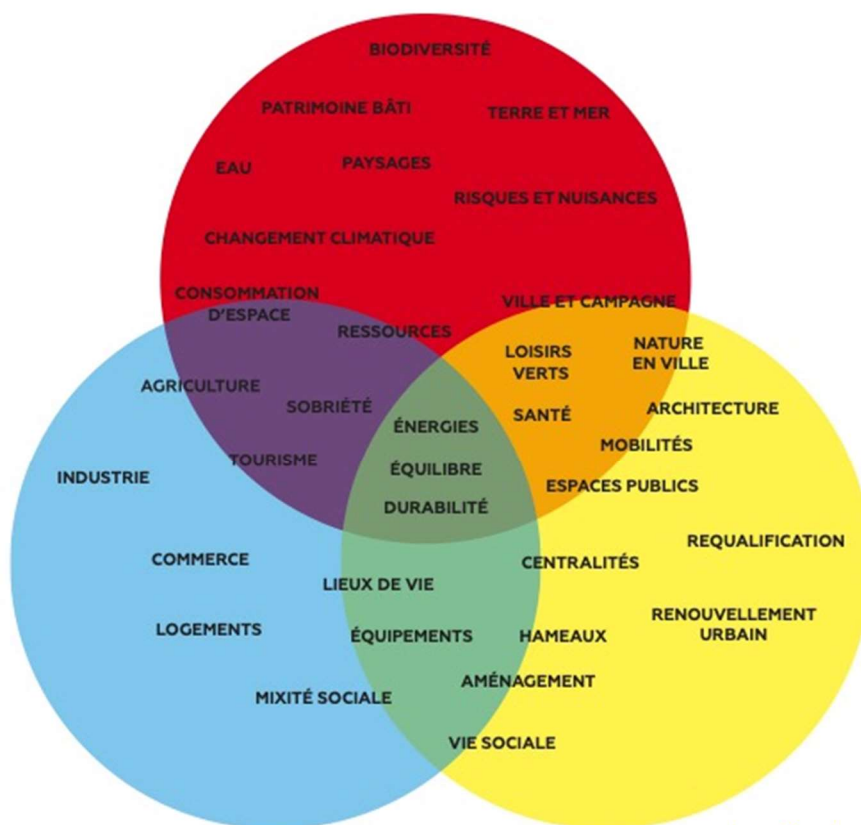 BIODIVERSITÉ
PATRIMOINE BÂTI
TERRE ET MER
EAU
PAYSAGES
RISQUES ET NUISANCES
CHANGEMENT CLIMATIQUE
CONSOMMATION
D'ESPACE
VILLE ET CAMPAGNE
RESSOURCES
LOISIRS
VERTS
NATURE
EN VILLE
AGRICULTURE
SOBRIÉTÉ
SANTÉ
ARCHITECTURE
ÉNERGIES
MOBILITÉS
TOURISME
ÉQUILIBRE
INDUSTRIE
ESPACES PUBLICS
DURABILITÉ
REQUALIFICATION
COMMERCE
CENTRALITÉS
LIEUX DE VIE
RENOUVELLEMENT
URBAIN
LOGEMENTS
ÉQUIPEMENTS
HAMEAUX
AMÉNAGEMENT
MIXITÉ SOCIALE
VIE SOCIALE